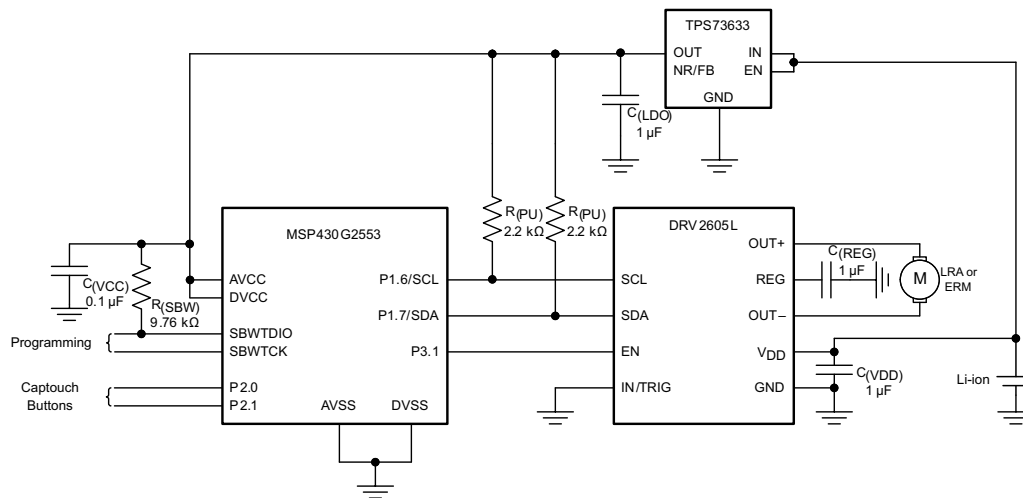 TPS73633
OUT
IN
NR/FB
EN
GND
C(LDO)
1 µF
R(PU)
2.2 kΩ
R(PU)
2.2 kΩ
MSP430G2553
AVCC
DVCC
SBWTDIO
SBWTCK
P2.0
P2.1
P1.6/SCL
P1.7/SDA
P3.1
AVSS
DVSS
C(VCC)
0.1 µF
R(SBW)
9.76 kΩ
Programming
Captouch
Buttons
DRV2605L
SCL
SDA
EN
IN/TRIG
OUT+
REG
OUT–
VDD
GND
C(REG)
1 µF
M
LRA or
ERM
C(VDD)
1 µF
Li-ion